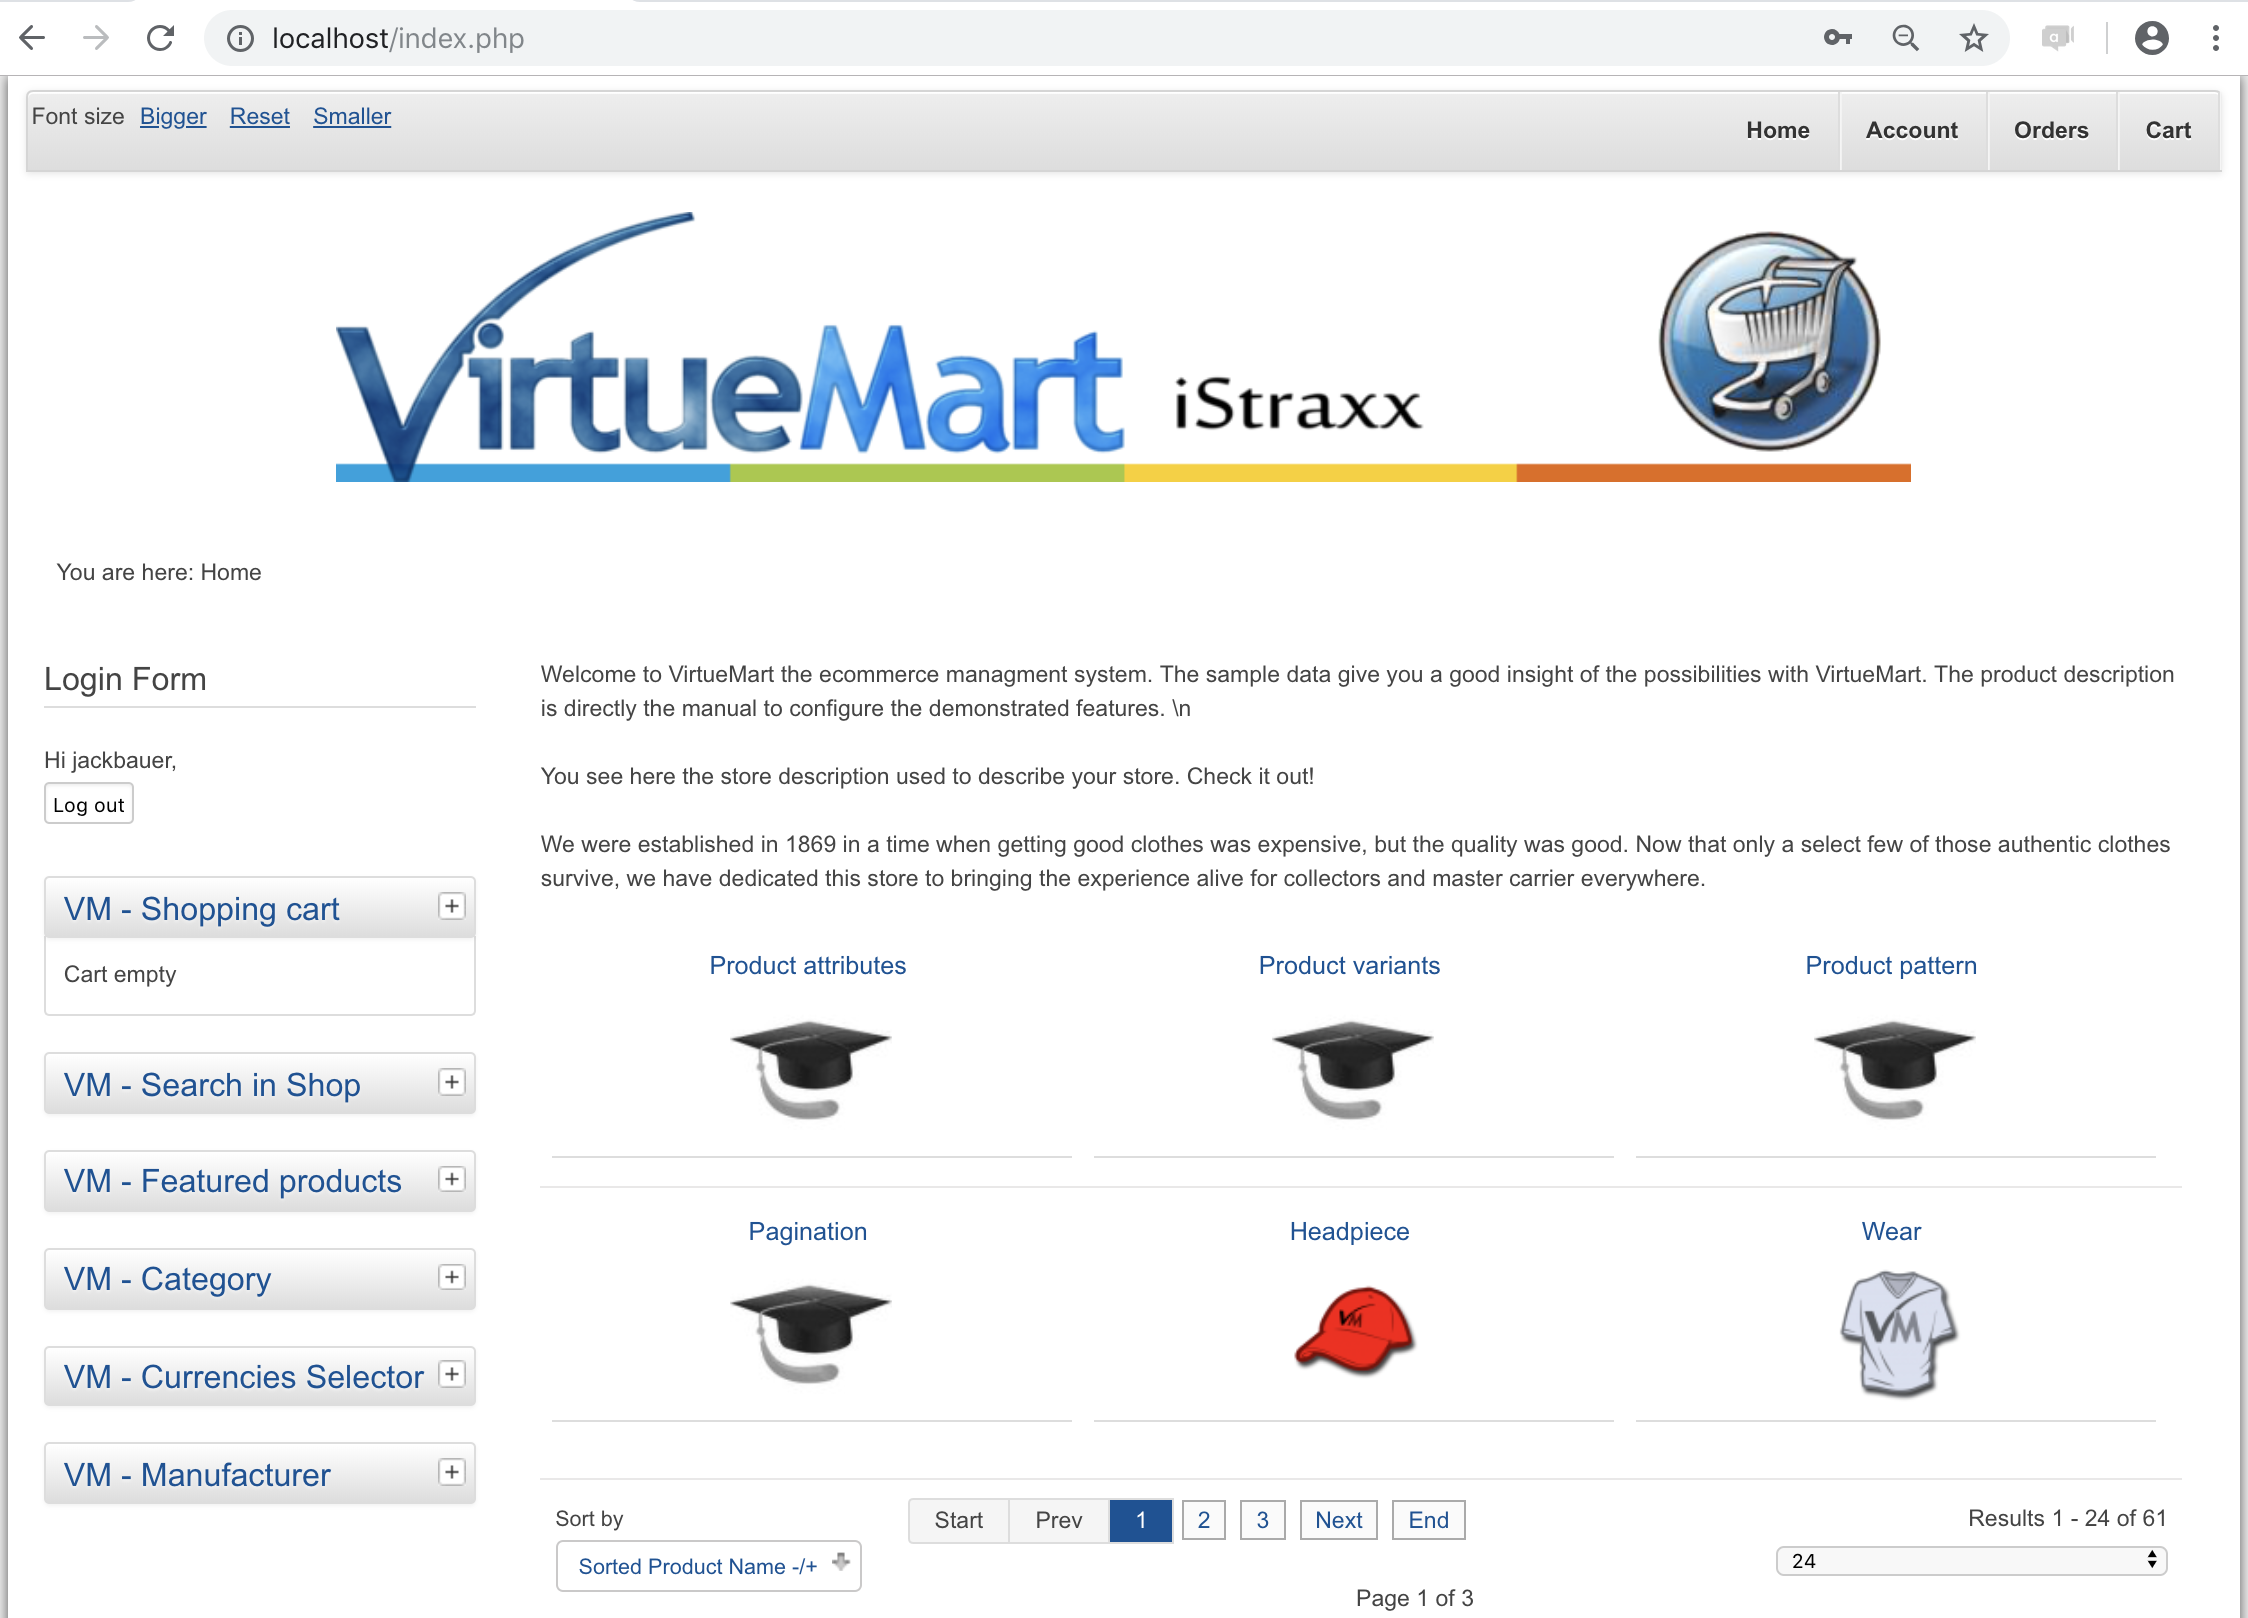 localhost/index.php
Font size Bigger Reset Smaller
Home Account Orders Cart
VirtueMart iStraxx
You are here: Home
Login Form
Hi jackbauer,
Log out
VM - Shopping cart
Cart empty
VM - Search in Shop
VM - Featured products
VM - Category
VM - Currencies Selector
VM - Manufacturer
Welcome to VirtueMart the ecommerce managment system. The sample data give you a good insight of the possibilities with VirtueMart. The product description
is directly the manual to configure the demonstrated features. \n
You see here the store description used to describe your store. Check it out!
We were established in 1869 in a time when getting good clothes was expensive, but the quality was good. Now that only a select few of those authentic clothes
survive, we have dedicated this store to bringing the experience alive for collectors and master carrier everywhere.
Product attributes Product variants Product pattern
Pagination Headpiece Wear
VM
VM
Sort by
Sorted Product Name -/+
Start Prev 1 2 3 Next End
Results 1 - 24 of 61
24
Page 1 of 3